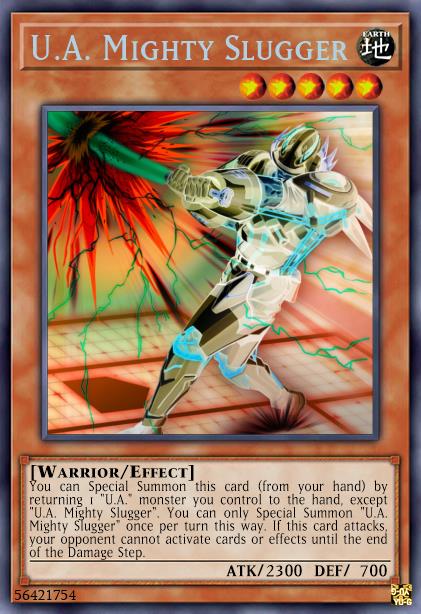 U.A. Mighty Slugger
EARTH
地
[Warrior/Effect]
You can Special Summon this card (from your hand) by
returning 1 "U.A." monster you control to the hand, except
"U.A. Mighty Slugger". You can only Special Summon "U.A.
Mighty Slugger" once per turn this way. If this card attacks,
your opponent cannot activate cards or effects until the end
of the Damage Step.
ATK/2300 DEF/ 700
56421754